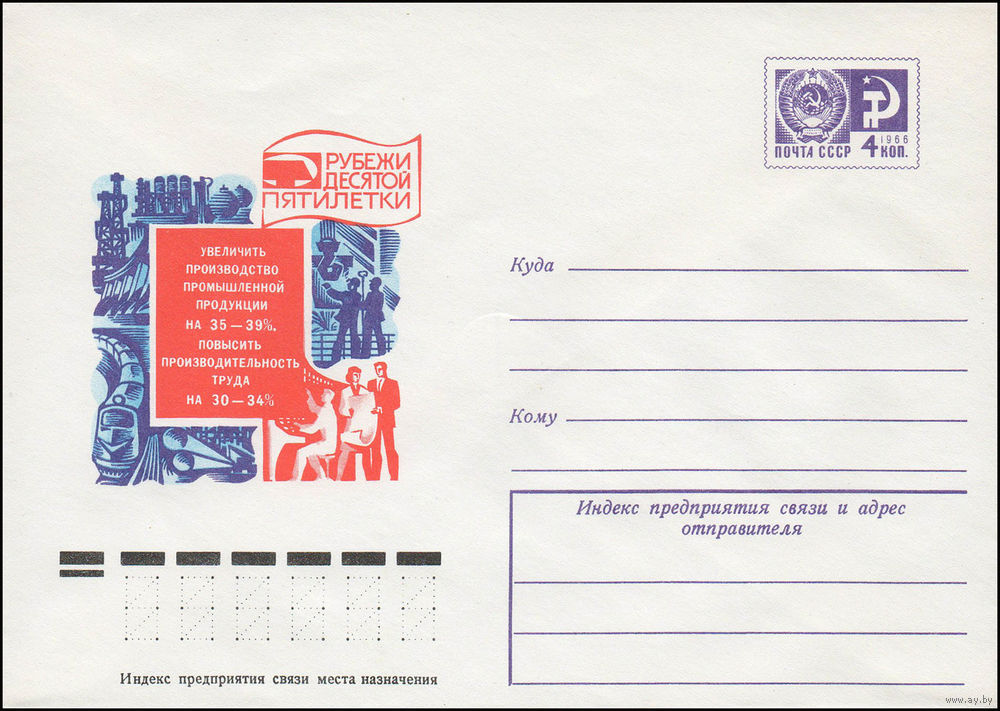 ПОЧТА СССР 4 1966 КОП.
РУБЕЖИ
ДЕСЯТОЙ
ПЯТИЛЕТКИ
УВЕЛИЧИТЬ
ПРОИЗВОДСТВО
ПРОМЫШЛЕННОЙ
ПРОДУКЦИИ
НА 35 — 39%.
ПОВЫСИТЬ
ПРОИЗВОДИТЕЛЬНОСТЬ
ТРУДА
НА 30 — 34%
Куда
Кому
Индекс предприятия связи и адрес
отправителя
Индекс предприятия связи места назначения
www.ay.by